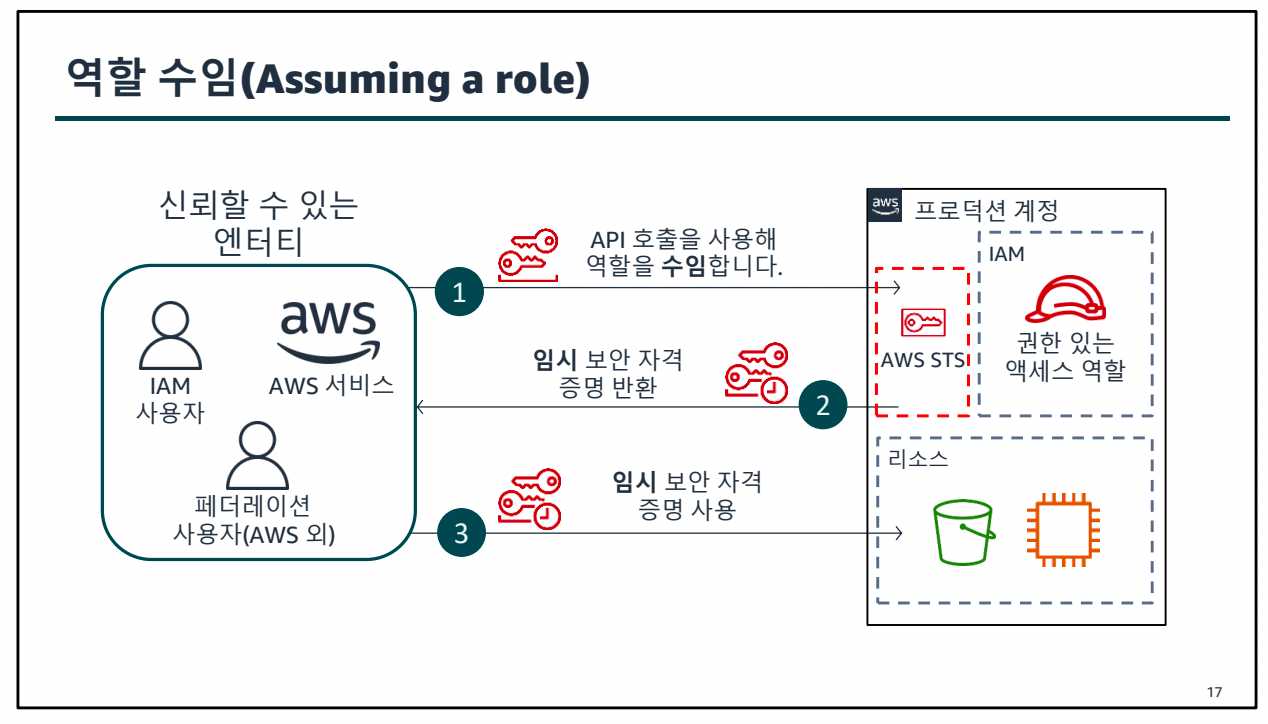 역할 수임(Assuming a role)
신뢰할 수 있는
엔터티
IAM
사용자
aws
AWS 서비스
페더레이션
사용자(AWS 외)
1
API 호출을 사용해
역할을 수임합니다.
임시 보안 자격
증명 반환
2
3
임시 보안 자격
증명 사용
aws
프로덕션 계정
AWS STS
IAM
권한 있는
액세스 역할
리소스
17